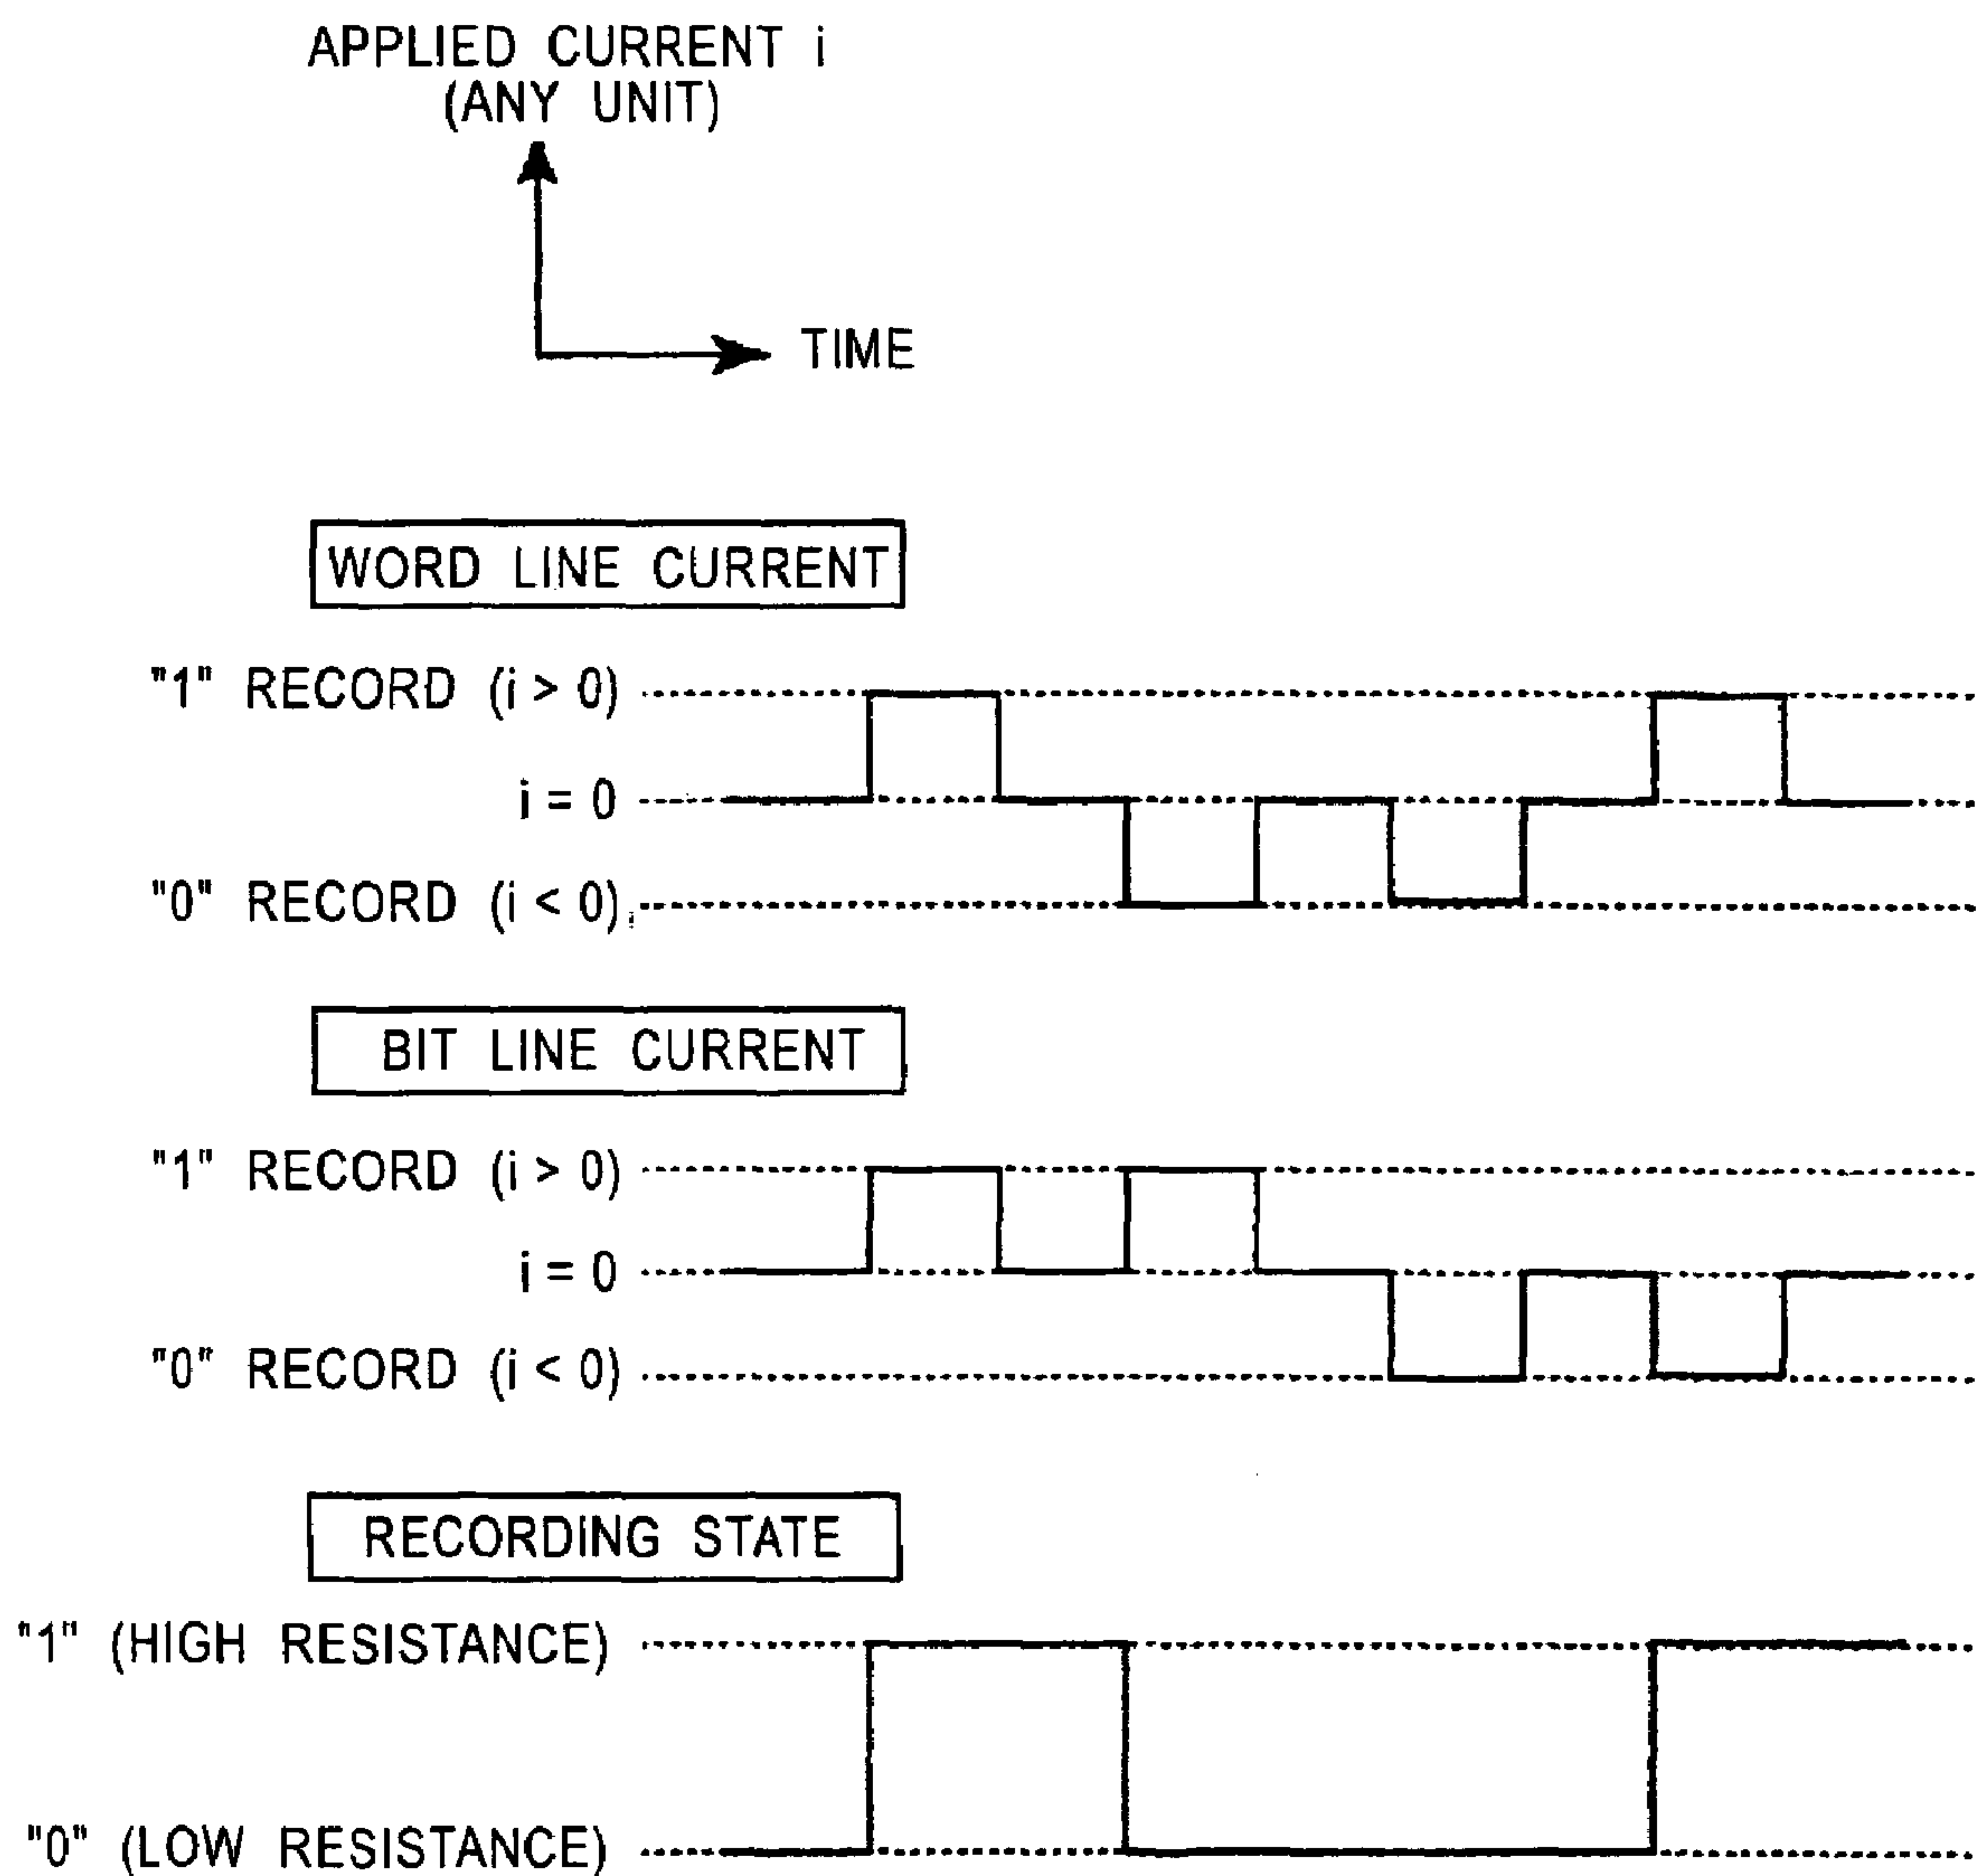 APPLIED CURRENT i
(ANY UNIT)
TIME
WORD LINE CURRENT
"1" RECORD (i > 0)
i = 0
"0" RECORD (i < 0)
BIT LINE CURRENT
"1" RECORD (i > 0)
i = 0
"0" RECORD (i < 0)
RECORDING STATE
"1" (HIGH RESISTANCE)
"0" (LOW RESISTANCE)